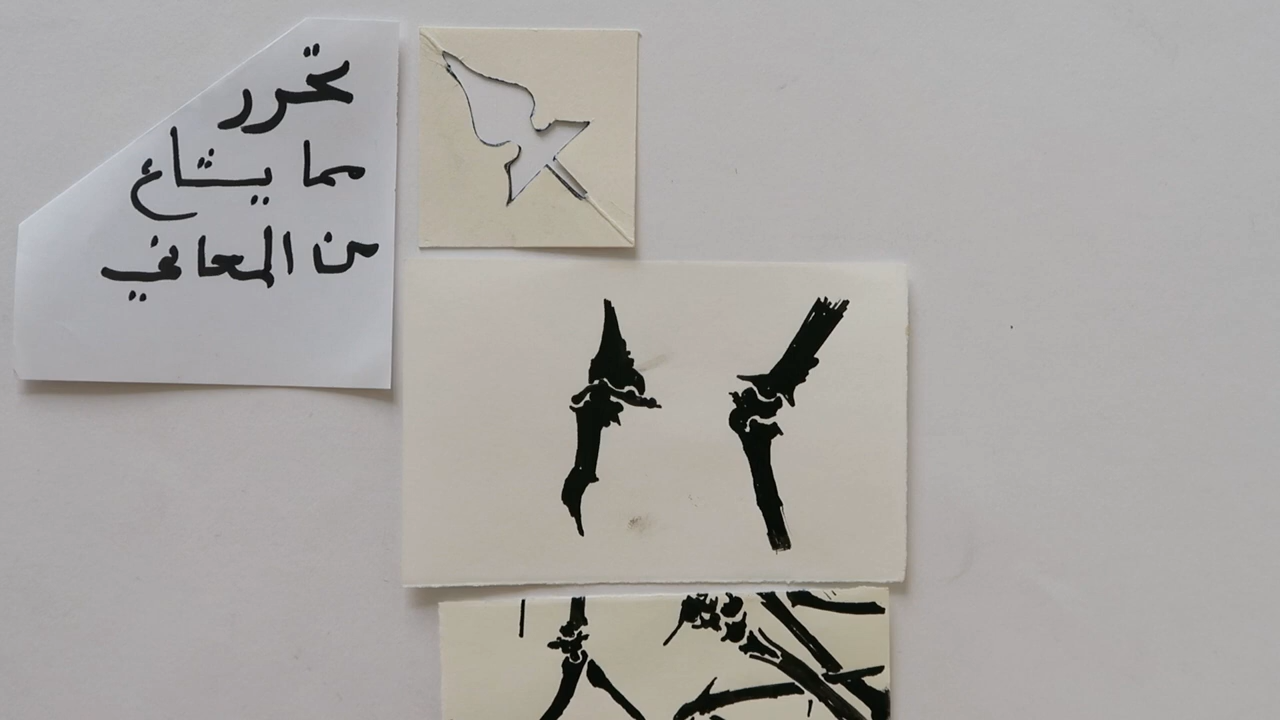 تحرر
مما يشاع
من المعاني